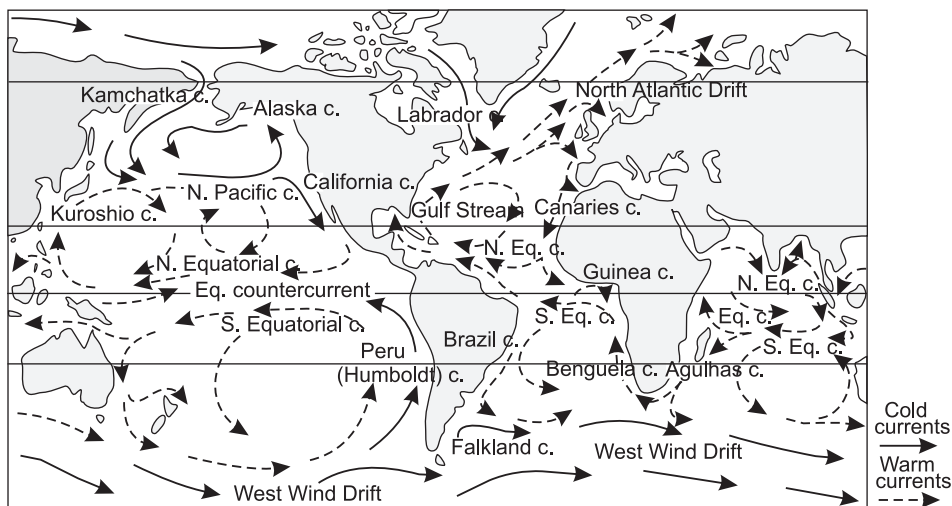 Kamchatka c.
Alaska c.
Labrador c.
North Atlantic Drift
Kuroshio c.
N. Pacific c.
California c.
Gulf Stream
Canaries c.
N. Equatorial c.
N. Eq. c.
Guinea c.
N. Eq. c.
Eq. countercurrent
S. Equatorial c.
S. Eq. c.
Eq. c.
S. Eq. c.
Brazil c.
Peru
(Humboldt) c.
Benguela c.
Agulhas c.
Falkland c.
West Wind Drift
West Wind Drift
Cold
currents
Warm
currents